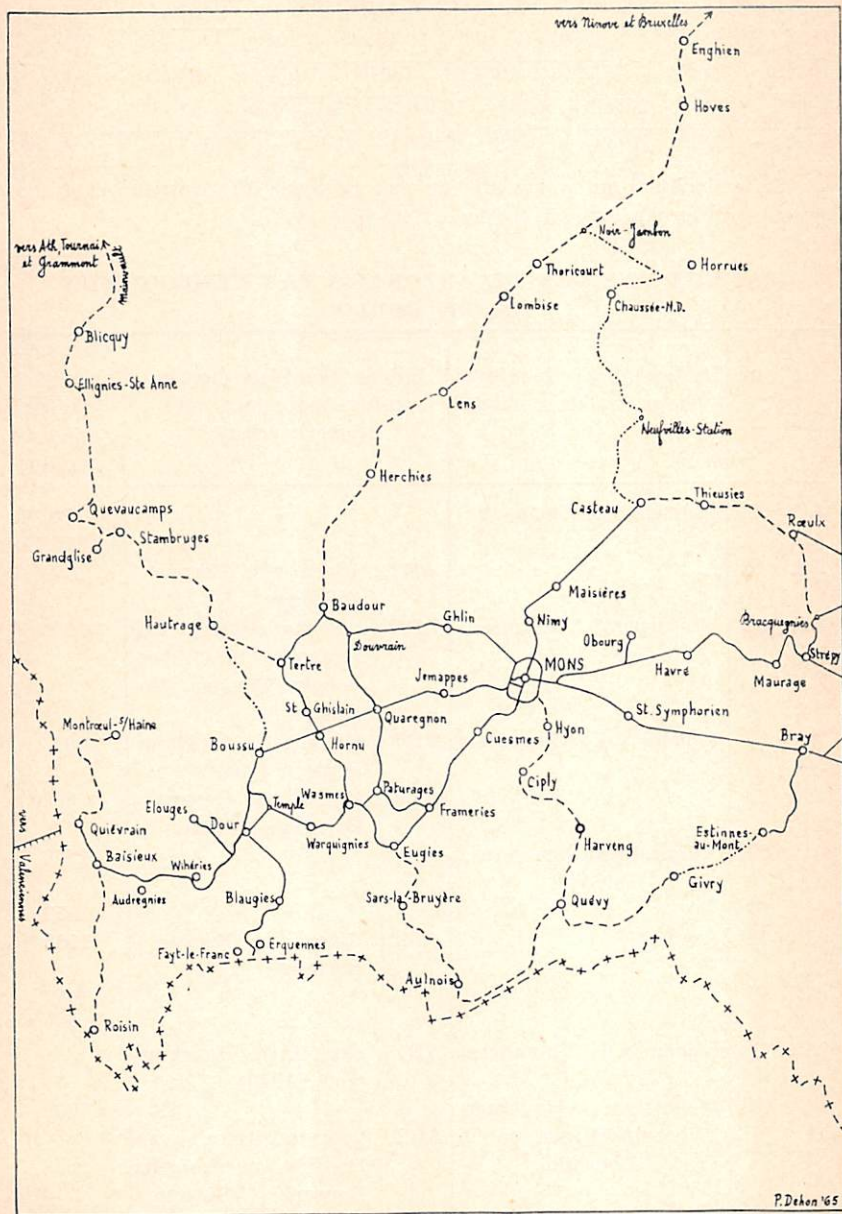 vers Ninove et Bruxelles
Enghien
Hoves
Noir-Jambon
vers Ath, Tournai
et Grammont
Mainvault
Thoricourt
Horrues
Lombise
Chaussée-N.D.
Blicquy
Ellignies-Ste Anne
Lens
Neufvilles-Station
Herchies
Casteau
Thieusies
Quevaucamps
Stambruges
Rœulx
Grandglise
Maisières
Baudour
Ghlin
Nimy
Bracquegnies
Hautrage
Douvrain
Obourg
Strépy
Tertre
Jemappes
MONS
Havré
Maurage
St Ghislain
Quaregnon
St. Symphorien
Montrœul-s/Haine
Hornu
Cuesmes
Hyon
Bray
Boussu
Ciply
Elouges
Temple
Wasmes
Paturages
Frameries
Quiévrain
Dour
Warquignies
Harveng
Estinnes-
au-Mont
vers
Valenciennes
Baisieux
Wihéries
Eugies
Audregnies
Blaugies
Sars-la-Bruyère
Quévy
Givry
Fayt-le-Franc
Erquennes
Aulnois
Roisin
P. Dehon '65